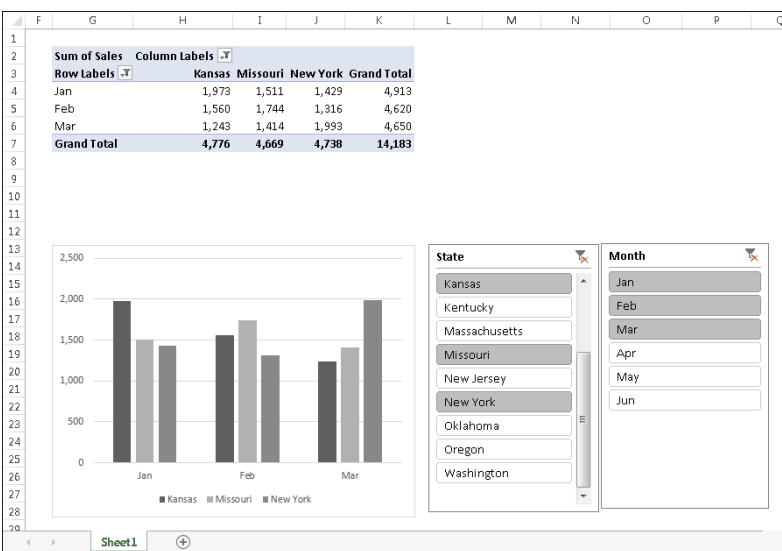 F G H I J K L M N O P Q
1
2 Sum of Sales Column Labels
3 Row Labels Kansas Missouri New York Grand Total
4 Jan 1,973 1,511 1,429 4,913
5 Feb 1,560 1,744 1,316 4,620
6 Mar 1,243 1,414 1,993 4,650
7 Grand Total 4,776 4,669 4,738 14,183
8
9
10
11
12
13
14
15
16
17
18
19
20
21
22
23
24
25
26
27
28
29
2,500
2,000
1,500
1,000
500
0
Jan Feb Mar
Kansas Missouri New York
State
Kansas
Kentucky
Massachusetts
Missouri
New Jersey
New York
Oklahoma
Oregon
Washington
Month
Jan
Feb
Mar
Apr
May
Jun
Sheet1